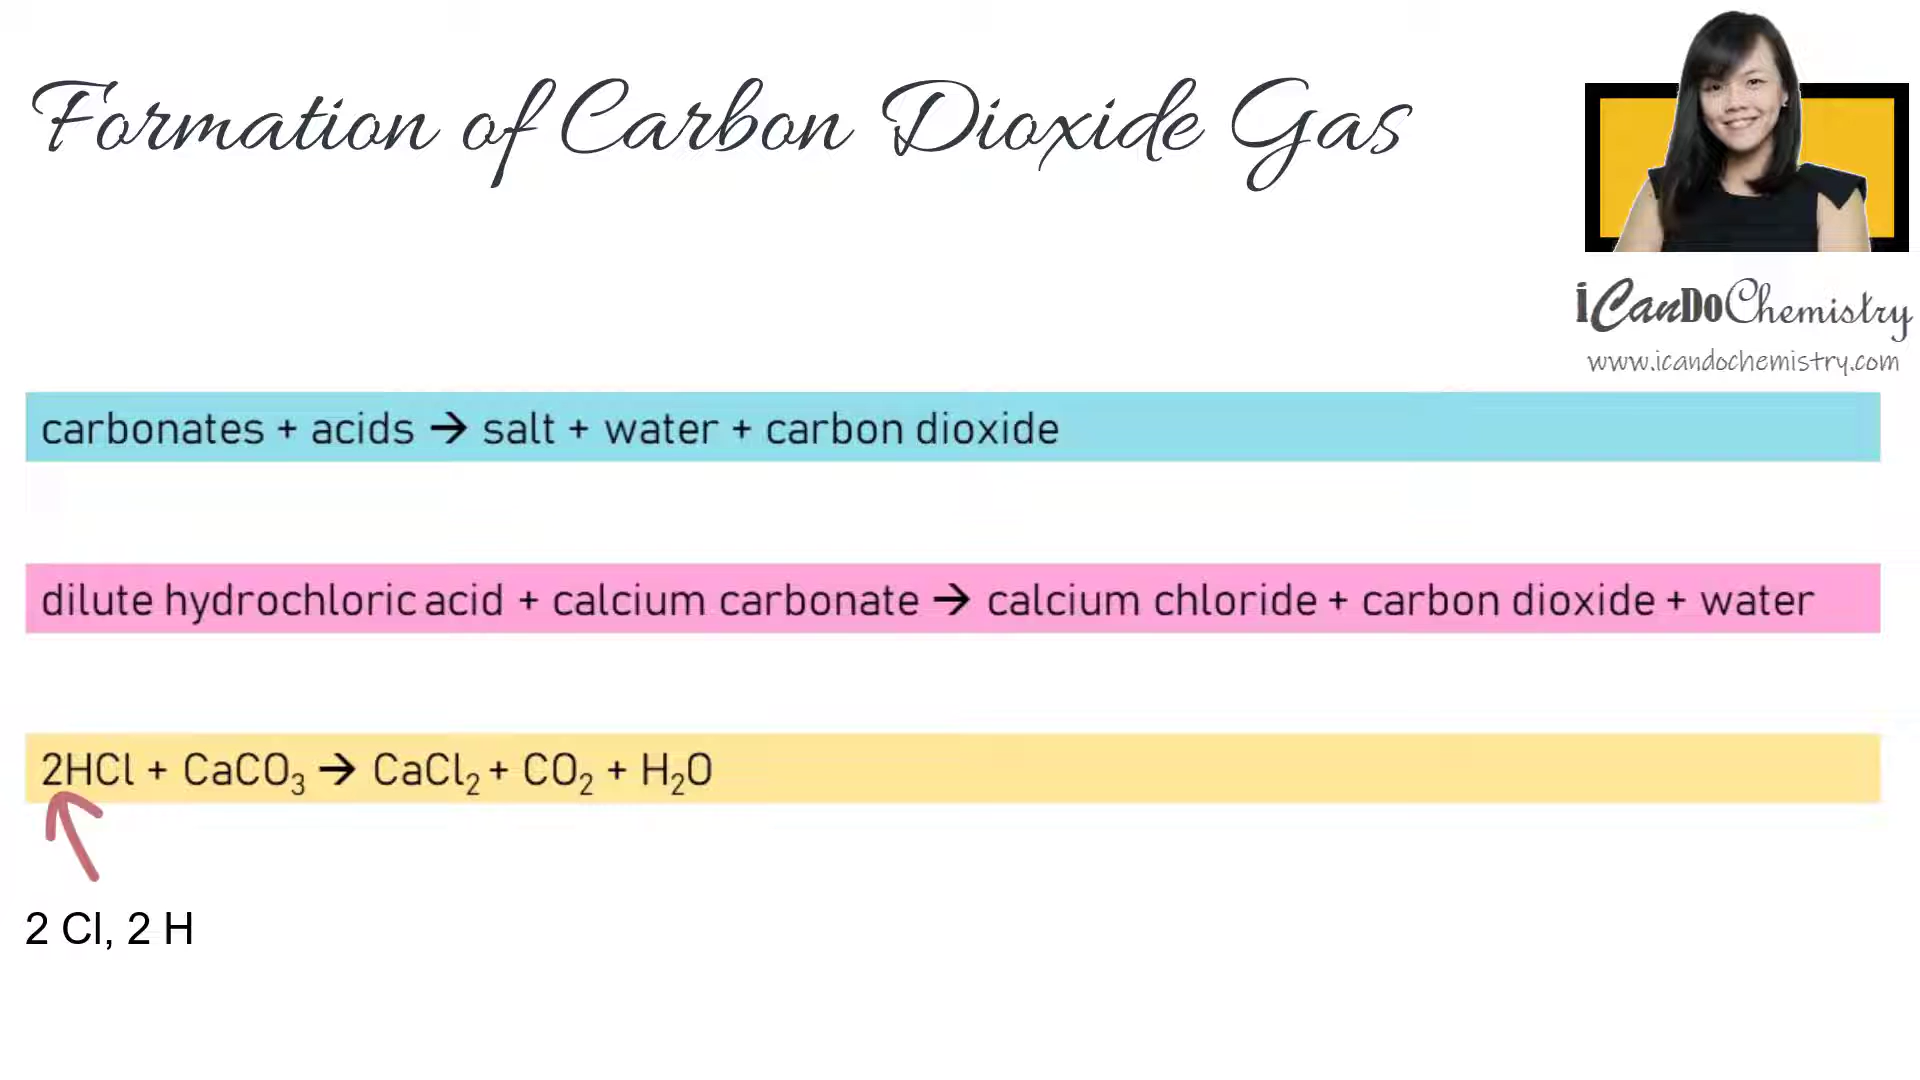 Formation of Carbon Dioxide Gas
iCanDoChemistry
www.icandochemistry.com
carbonates + acids → salt + water + carbon dioxide
dilute hydrochloric acid + calcium carbonate → calcium chloride + carbon dioxide + water
2HCl + CaCO₃ → CaCl₂ + CO₂ + H₂O
2 Cl, 2 H